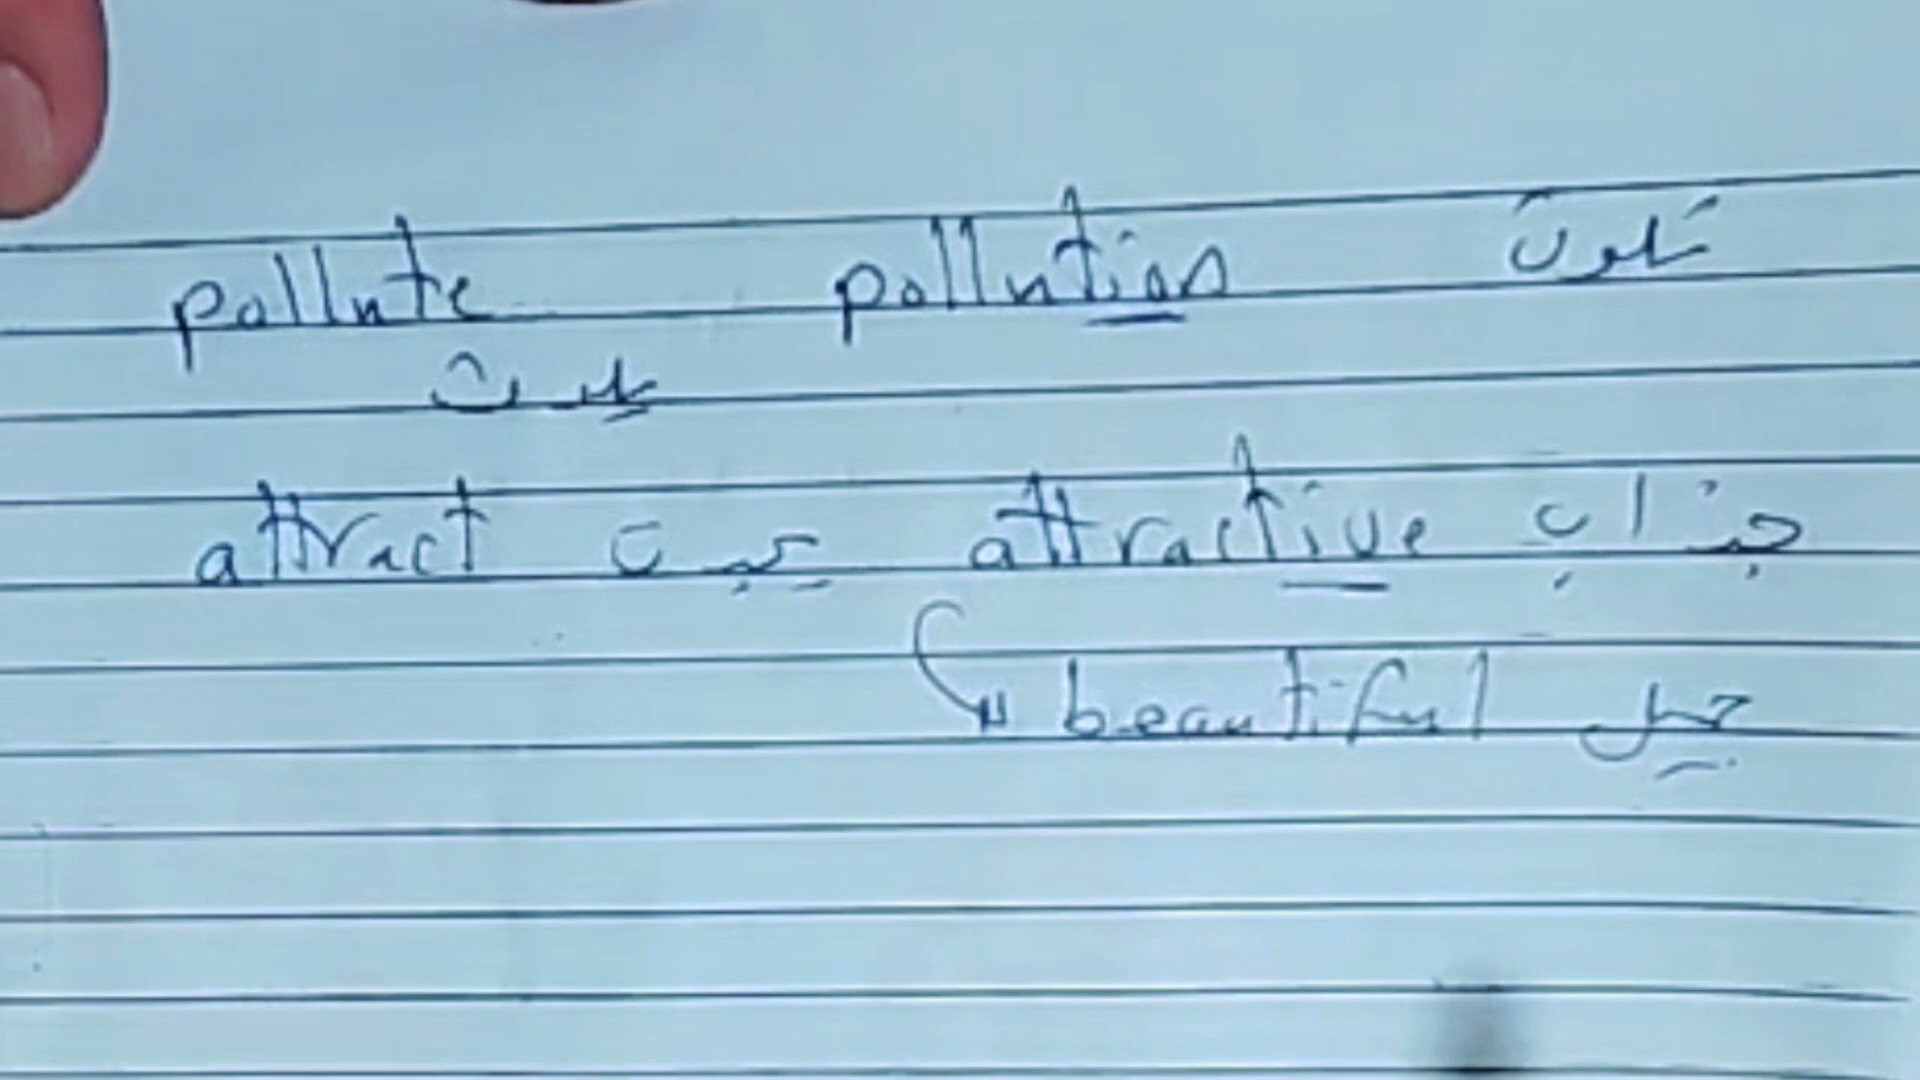 pollute pollution تلوث
يلوث
attract يجذب attractive جذاب
beautiful جميل